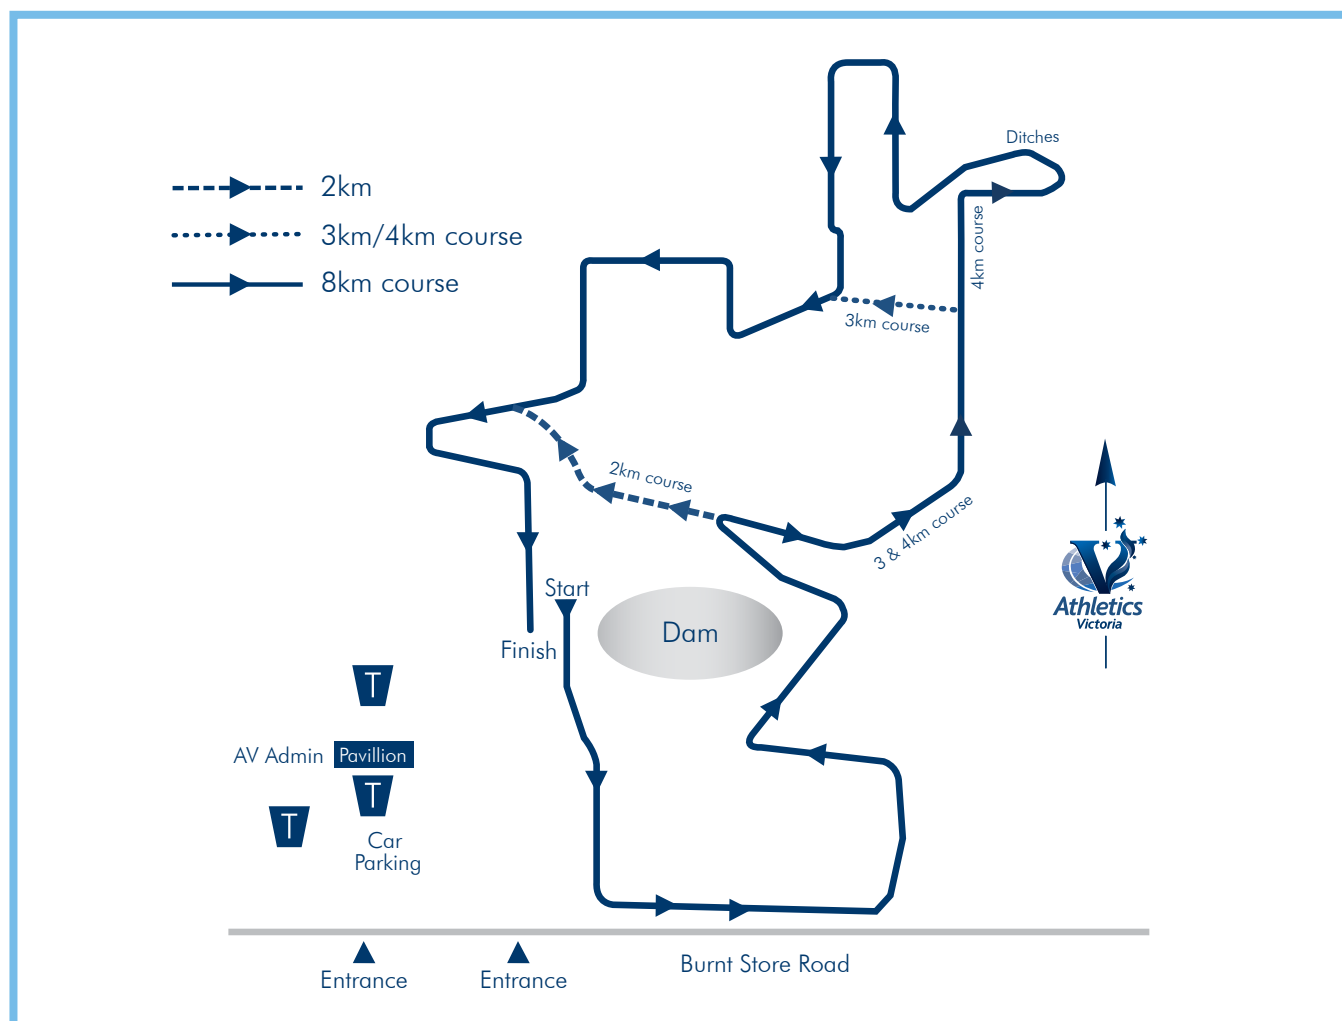 Ditches
2km
3km/4km course
8km course
4km course
3km course
2km course
3 & 4km course
Athletics
Victoria
Start
Dam
Finish
T
AV Admin
Pavillion
T
T
Car
Parking
Burnt Store Road
Entrance
Entrance